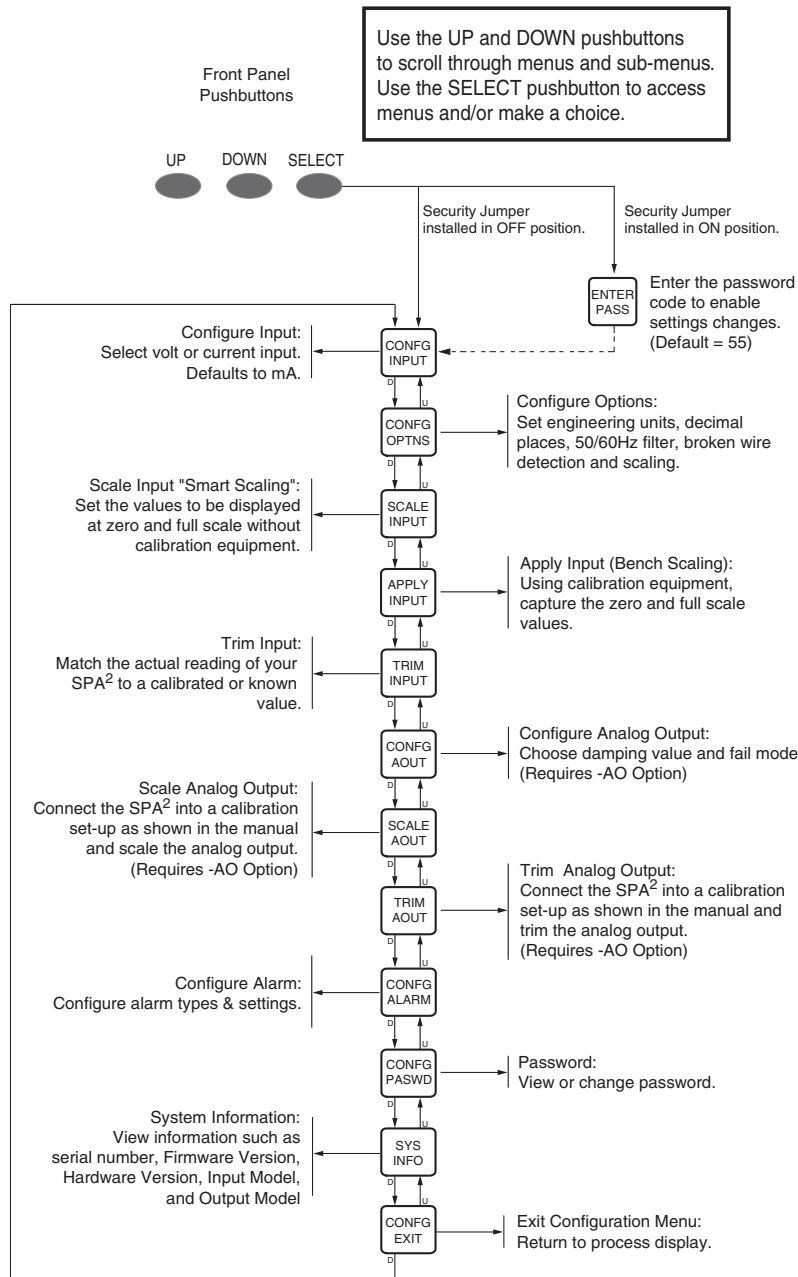 Use the UP and DOWN pushbuttons
to scroll through menus and sub-menus.
Use the SELECT pushbutton to access
menus and/or make a choice.
Front Panel
Pushbuttons
UP
DOWN
SELECT
Security Jumper
installed in OFF position.
Security Jumper
installed in ON position.
ENTER
PASS
Enter the password
code to enable
settings changes.
(Default = 55)
Configure Input:
Select volt or current input.
Defaults to mA.
CONFG
INPUT
D
U
CONFG
OPTNS
Configure Options:
Set engineering units, decimal
places, 50/60Hz filter, broken wire
detection and scaling.
D
U
Scale Input "Smart Scaling":
Set the values to be displayed
at zero and full scale without
calibration equipment.
SCALE
INPUT
D
U
APPLY
INPUT
Apply Input (Bench Scaling):
Using calibration equipment,
capture the zero and full scale
values.
D
U
Trim Input:
Match the actual reading of your
SPA2 to a calibrated or known
value.
TRIM
INPUT
D
U
CONFG
AOUT
Configure Analog Output:
Choose damping value and fail mode
(Requires -AO Option)
D
U
Scale Analog Output:
Connect the SPA2 into a calibration
set-up as shown in the manual
and scale the analog output.
(Requires -AO Option)
SCALE
AOUT
D
U
TRIM
AOUT
Trim Analog Output:
Connect the SPA2 into a calibration
set-up as shown in the manual and
trim the analog output.
(Requires -AO Option)
D
U
Configure Alarm:
Configure alarm types & settings.
CONFG
ALARM
D
U
CONFG
PASWD
Password:
View or change password.
D
U
System Information:
View information such as
serial number, Firmware Version,
Hardware Version, Input Model,
and Output Model
SYS
INFO
D
U
CONFG
EXIT
Exit Configuration Menu:
Return to process display.
D